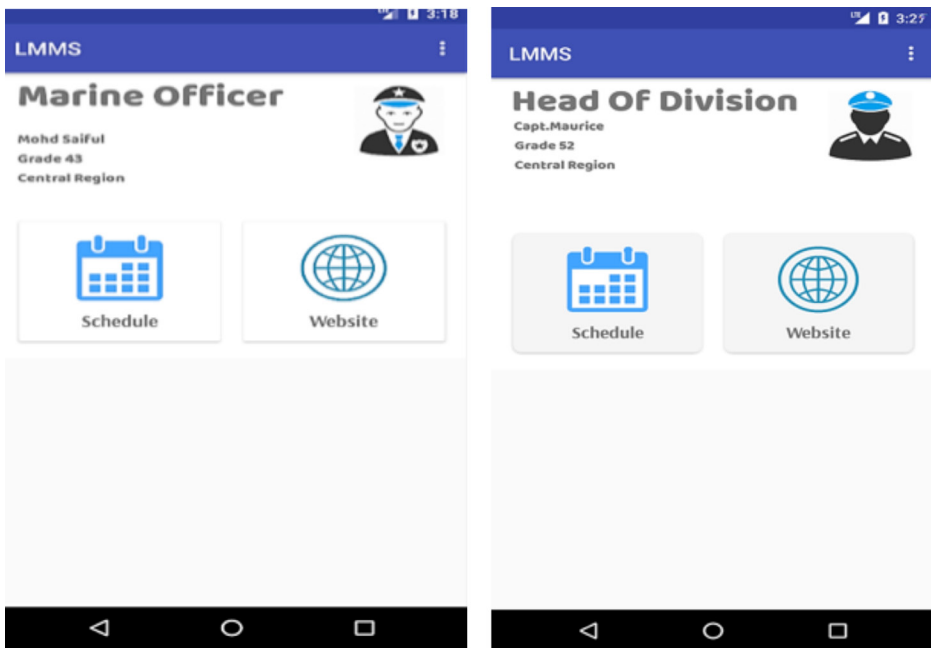 3:18
LMMS
Marine Officer
Mohd Saiful
Grade 43
Central Region
Schedule
Website
LTE
3:27
LMMS
Head Of Division
Capt.Maurice
Grade 52
Central Region
Schedule
Website